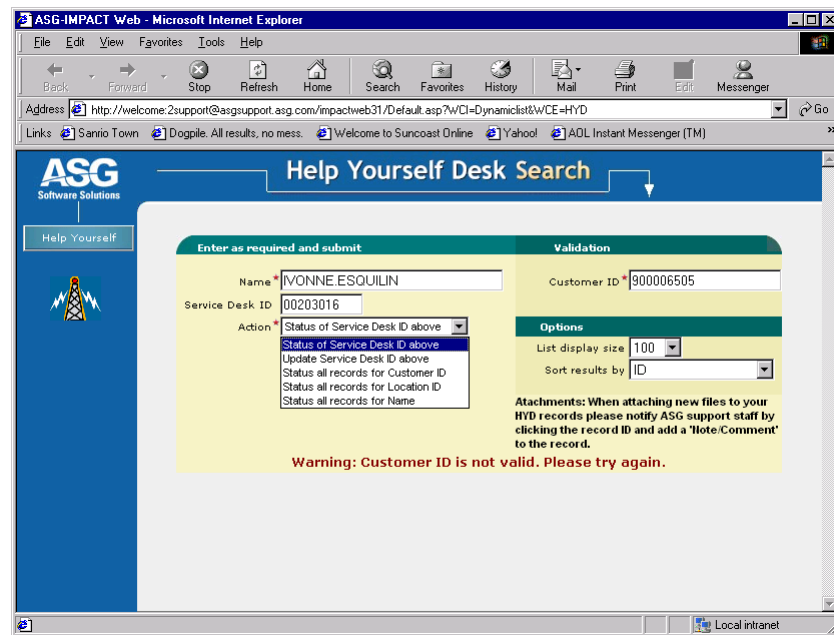 ASG-IMPACT Web - Microsoft Internet Explorer
File Edit View Favorites Tools Help
Back Forward Stop Refresh Home Search Favorites History Mail Print Edit Messenger
Address http://welcome:2support@asgsupport.asg.com/impactweb31/Default.asp?WCI=Dynamiclist&WCE=HYD Go
Links Sanrio Town Dogpile. All results, no mess. Welcome to Suncoast Online Yahoo! AOL Instant Messenger (TM) »
ASG
Software Solutions
Help Yourself Desk Search
Help Yourself
Enter as required and submit Validation
Name* IVONNE.ESQUILIN Customer ID* 900006505
Service Desk ID 00203016
Action* Status of Service Desk ID above Options
Status of Service Desk ID above List display size 100
Update Service Desk ID above
Status all records for Customer ID Sort results by ID
Status all records for Location ID
Status all records for Name
Atachments: When attaching new files to your
HYD records please notify ASG support staff by
clicking the record ID and add a 'Note/Comment'
to the record.
Warning: Customer ID is not valid. Please try again.
Local intranet